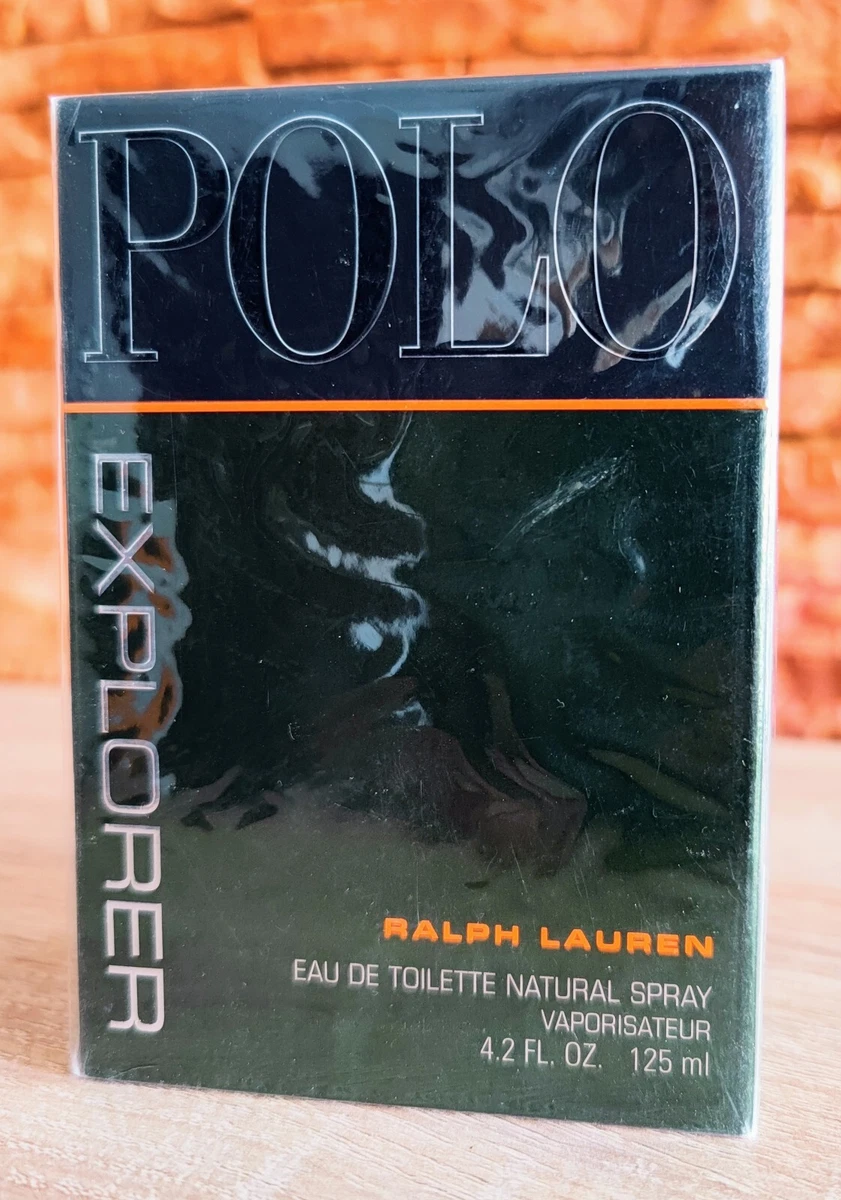 POLO
EXPLORER
RALPH LAUREN
EAU DE TOILETTE NATURAL SPRAY
VAPORISATEUR
4.2 FL. OZ. 125 ml